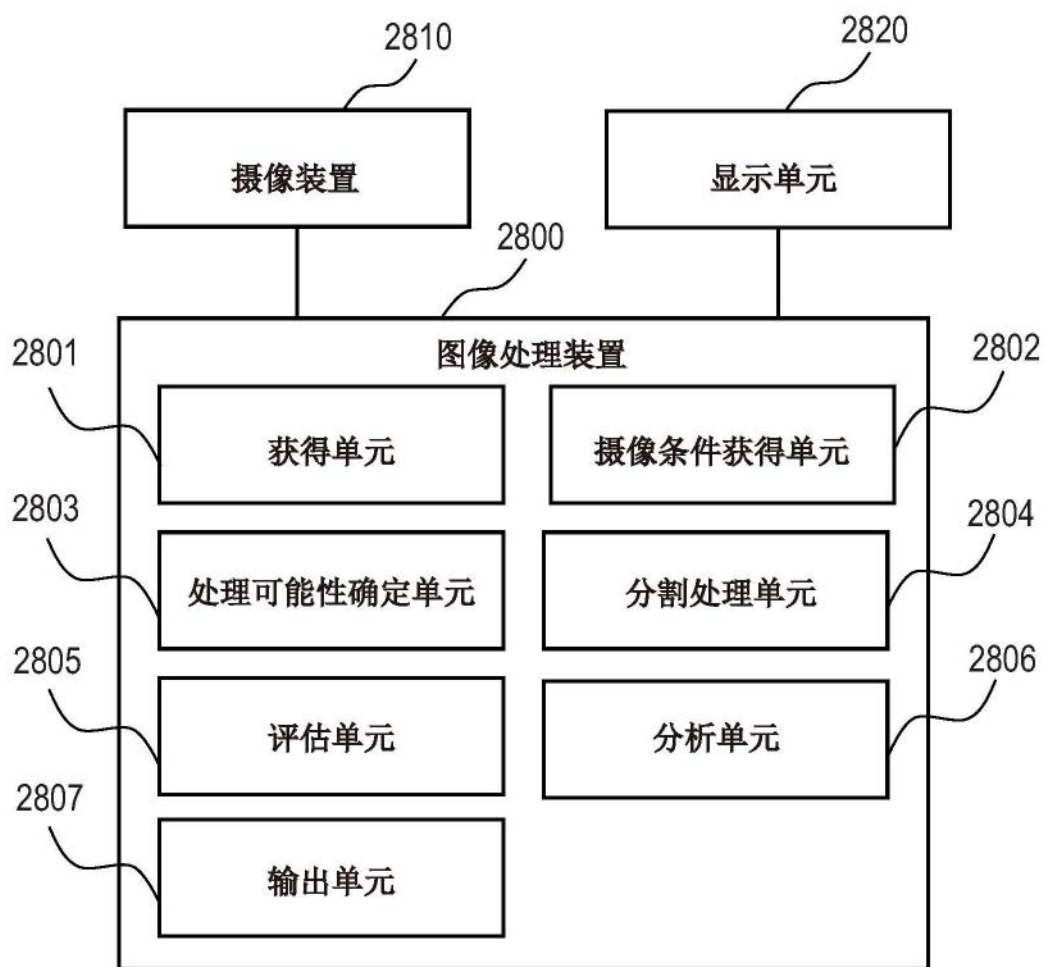 2810
2820
摄像装置
显示单元
2800
图像处理装置
2801
2802
获得单元
摄像条件获得单元
2803
2804
处理可能性确定单元
分割处理单元
2805
2806
评估单元
分析单元
2807
输出单元